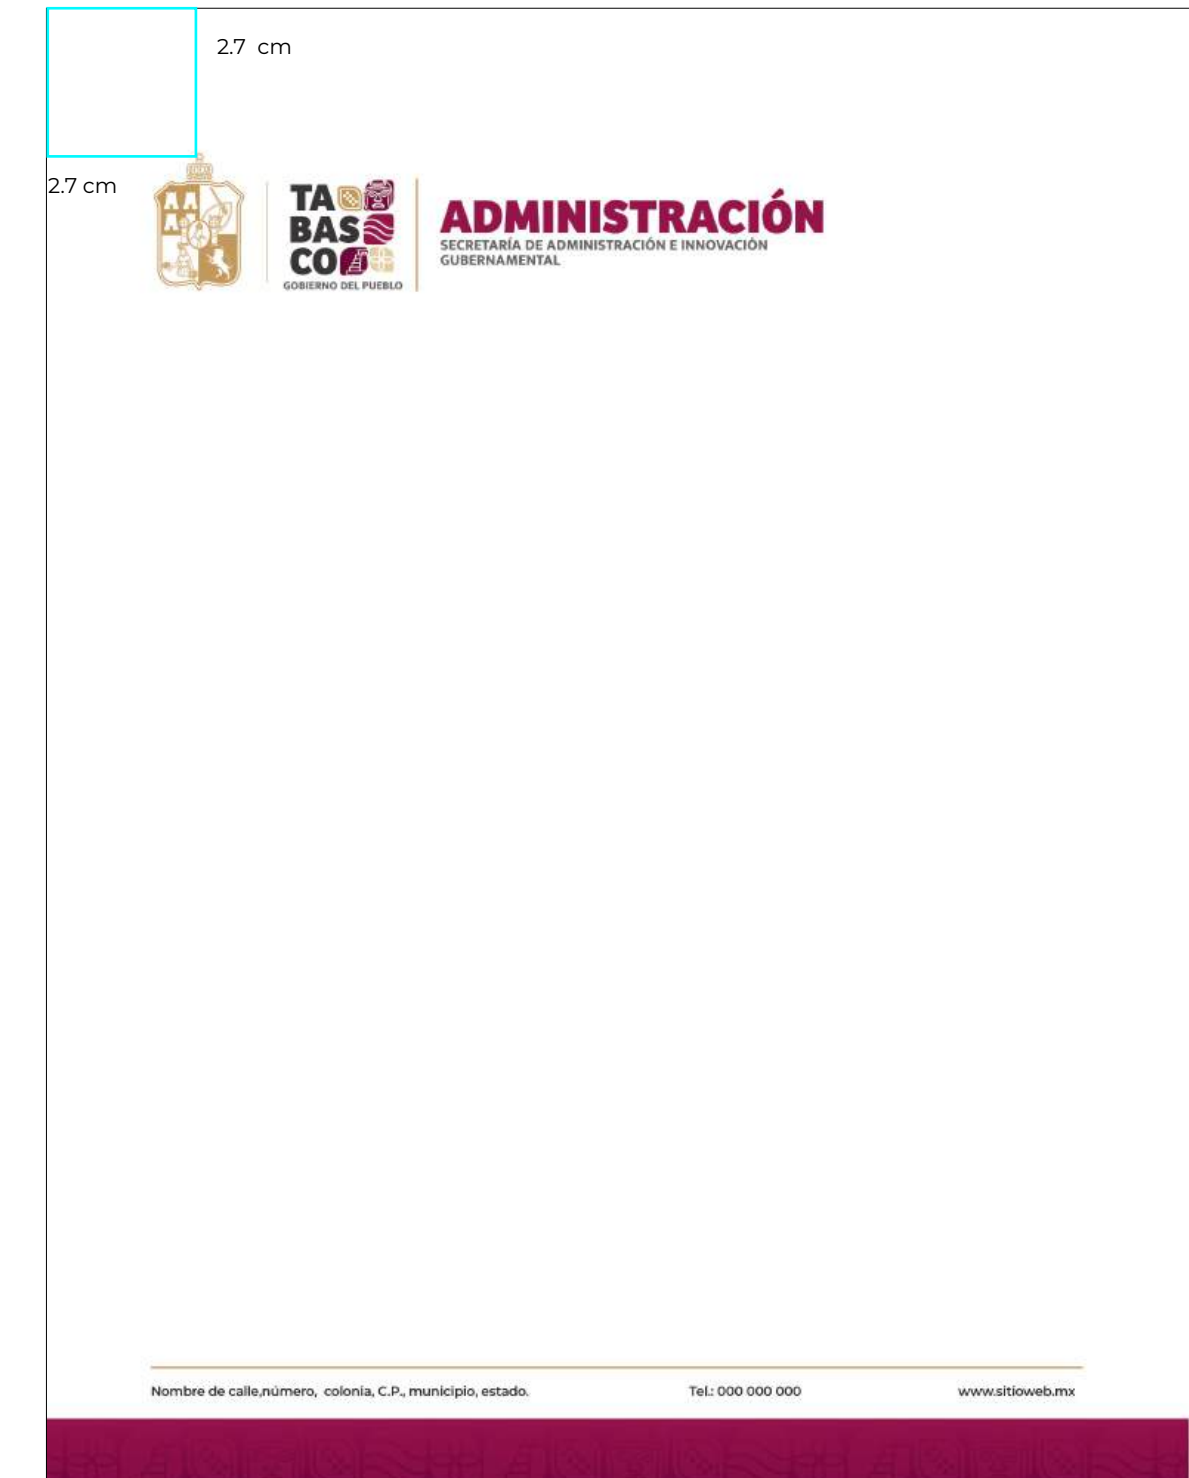 2.7 cm
2.7 cm
TA
BAS
CO
GOBIERNO DEL PUEBLO
ADMINISTRACIÓN
SECRETARÍA DE ADMINISTRACIÓN E INNOVACIÓN
GUBERNAMENTAL
Nombre de calle,número, colonia, C.P., municipio, estado. Tel.: 000 000 000 www.sitioweb.mx